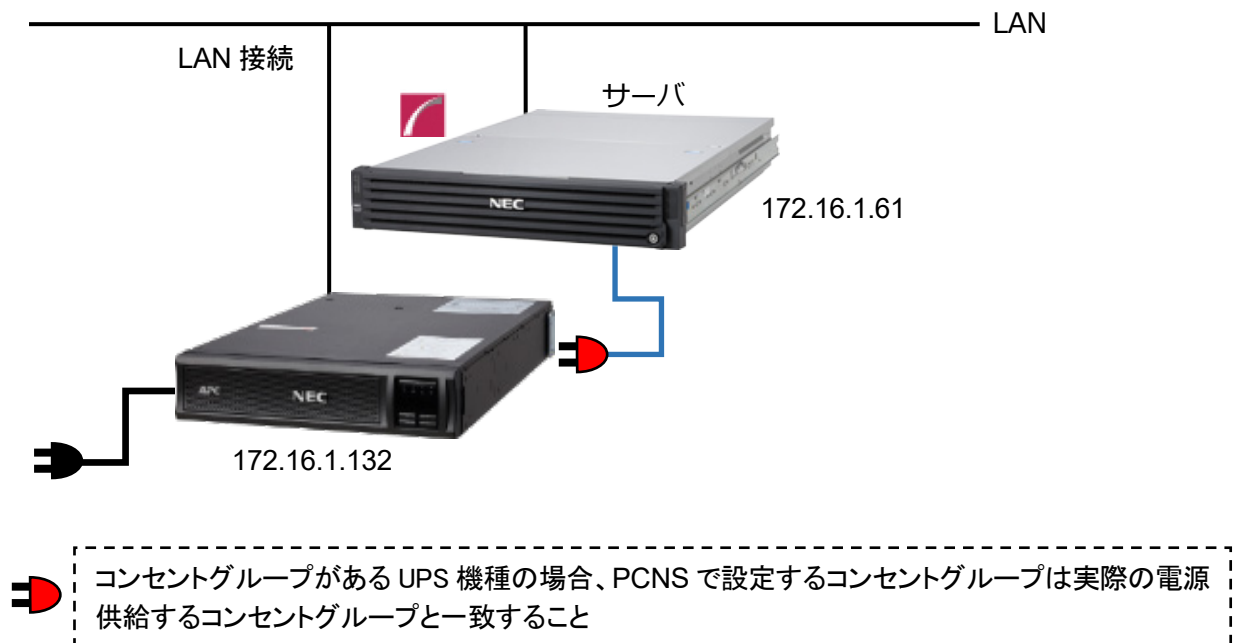 LAN
LAN 接続
サーバ
NEC
172.16.1.61
APC
NEC
172.16.1.132
コンセントグループがある UPS 機種の場合、PCNS で設定するコンセントグループは実際の電源
供給するコンセントグループと一致すること